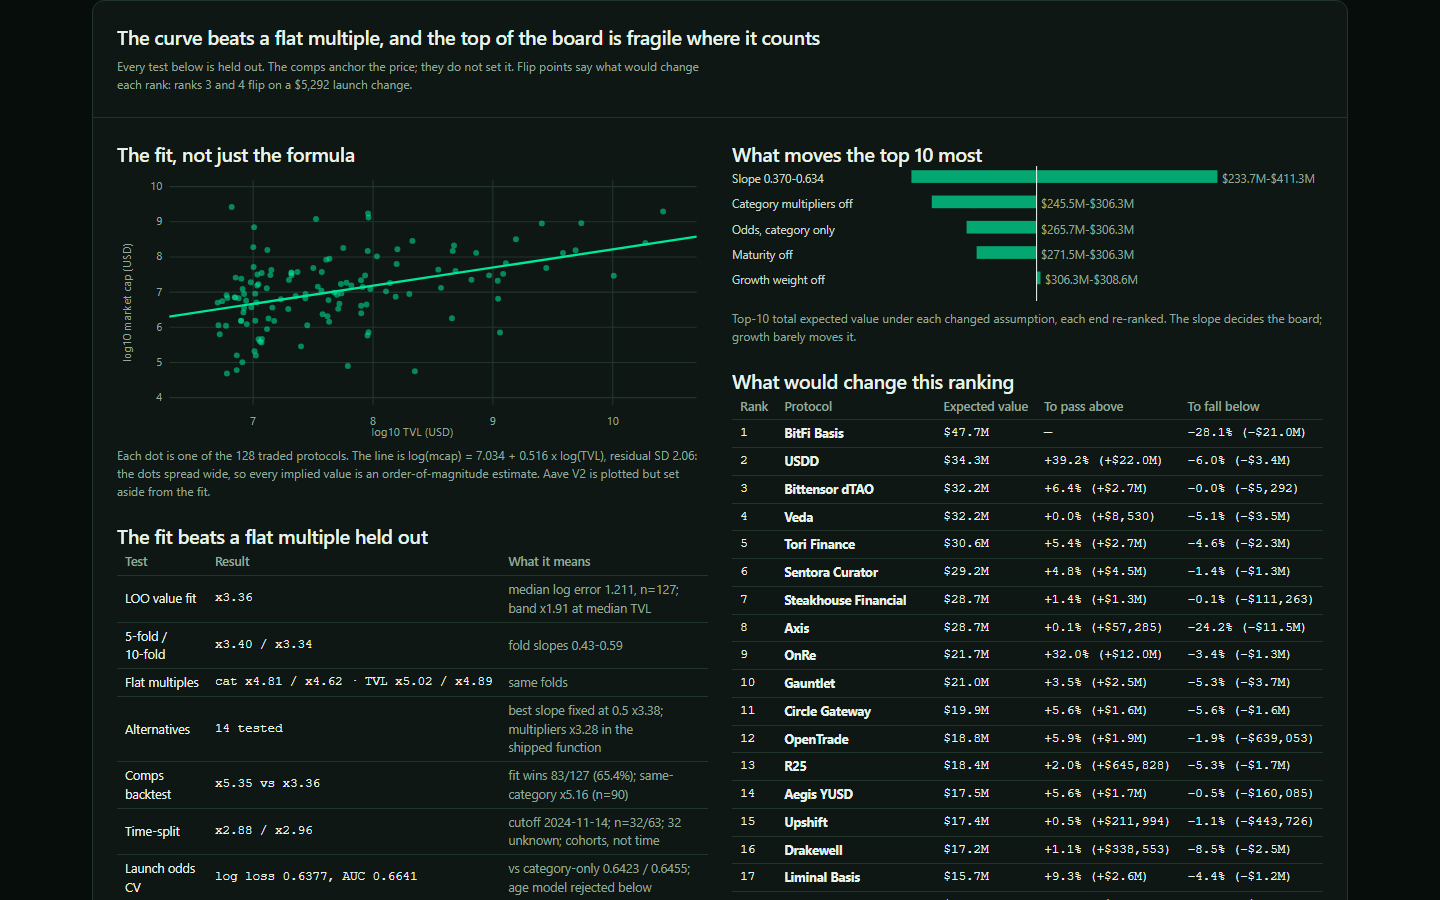 The curve beats a flat multiple, and the top of the board is fragile where it counts
Every test below is held out. The comps anchor the price; they do not set it. Flip points say what would change
each rank: ranks 3 and 4 flip on a $5,292 launch change.
The fit, not just the formula
10
9
8
7
6
5
4
log10 market cap (USD)
7
8
9
10
log10 TVL (USD)
Each dot is one of the 128 traded protocols. The line is log(mcap) = 7.034 + 0.516 x log(TVL), residual SD 2.06:
the dots spread wide, so every implied value is an order-of-magnitude estimate. Aave V2 is plotted but set
aside from the fit.
The fit beats a flat multiple held out
Test Result What it means
LOO value fit x3.36 median log error 1.211, n=127;
band x1.91 at median TVL
5-fold /
10-fold x3.40 / x3.34 fold slopes 0.43-0.59
Flat multiples cat x4.81 / x4.62 · TVL x5.02 / x4.89 same folds
Alternatives 14 tested best slope fixed at 0.5 x3.38;
multipliers x3.28 in the
shipped function
Comps
backtest x5.35 vs x3.36 fit wins 83/127 (65.4%); same-
category x5.16 (n=90)
Time-split x2.88 / x2.96 cutoff 2024-11-14; n=32/63; 32
unknown; cohorts, not time
Launch odds
CV log loss 0.6377, AUC 0.6641 vs category-only 0.6423 / 0.6455;
age model rejected below
What moves the top 10 most
Slope 0.370-0.634 $233.7M-$411.3M
Category multipliers off $245.5M-$306.3M
Odds, category only $265.7M-$306.3M
Maturity off $271.5M-$306.3M
Growth weight off $306.3M-$308.6M
Top-10 total expected value under each changed assumption, each end re-ranked. The slope decides the board;
growth barely moves it.
What would change this ranking
Rank Protocol Expected value To pass above To fall below
1 BitFi Basis $47.7M — −28.1% (−$21.0M)
2 USDD $34.3M +39.2% (+$22.0M) −6.0% (−$3.4M)
3 Bittensor dTAO $32.2M +6.4% (+$2.7M) −0.0% (−$5,292)
4 Veda $32.2M +0.0% (+$8,530) −5.1% (−$3.5M)
5 Tori Finance $30.6M +5.4% (+$2.7M) −4.6% (−$2.3M)
6 Sentora Curator $29.2M +4.8% (+$4.5M) −1.4% (−$1.3M)
7 Steakhouse Financial $28.7M +1.4% (+$1.3M) −0.1% (−$111,263)
8 Axis $28.7M +0.1% (+$57,285) −24.2% (−$11.5M)
9 OnRe $21.7M +32.0% (+$12.0M) −3.4% (−$1.3M)
10 Gauntlet $21.0M +3.5% (+$2.5M) −5.3% (−$3.7M)
11 Circle Gateway $19.9M +5.6% (+$1.6M) −5.6% (−$1.6M)
12 OpenTrade $18.8M +5.9% (+$1.9M) −1.9% (−$639,053)
13 R25 $18.4M +2.0% (+$645,828) −5.3% (−$1.7M)
14 Aegis YUSD $17.5M +5.6% (+$1.7M) −0.5% (−$160,085)
15 Upshift $17.4M +0.5% (+$211,994) −1.1% (−$443,726)
16 Drakewell $17.2M +1.1% (+$338,553) −8.5% (−$2.5M)
17 Liminal Basis $15.7M +9.3% (+$2.6M) −4.4% (−$1.2M)